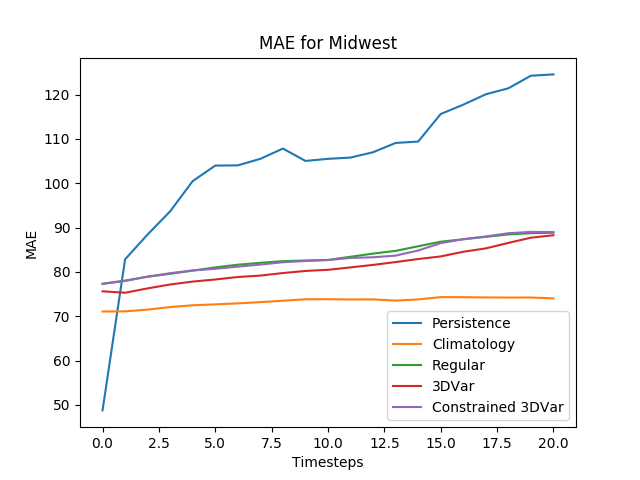 MAE for Midwest
MAE
120
110
100
90
80
70
60
50
0.0 2.5 5.0 7.5 10.0 12.5 15.0 17.5 20.0
Timesteps
Persistence
Climatology
Regular
3DVar
Constrained 3DVar